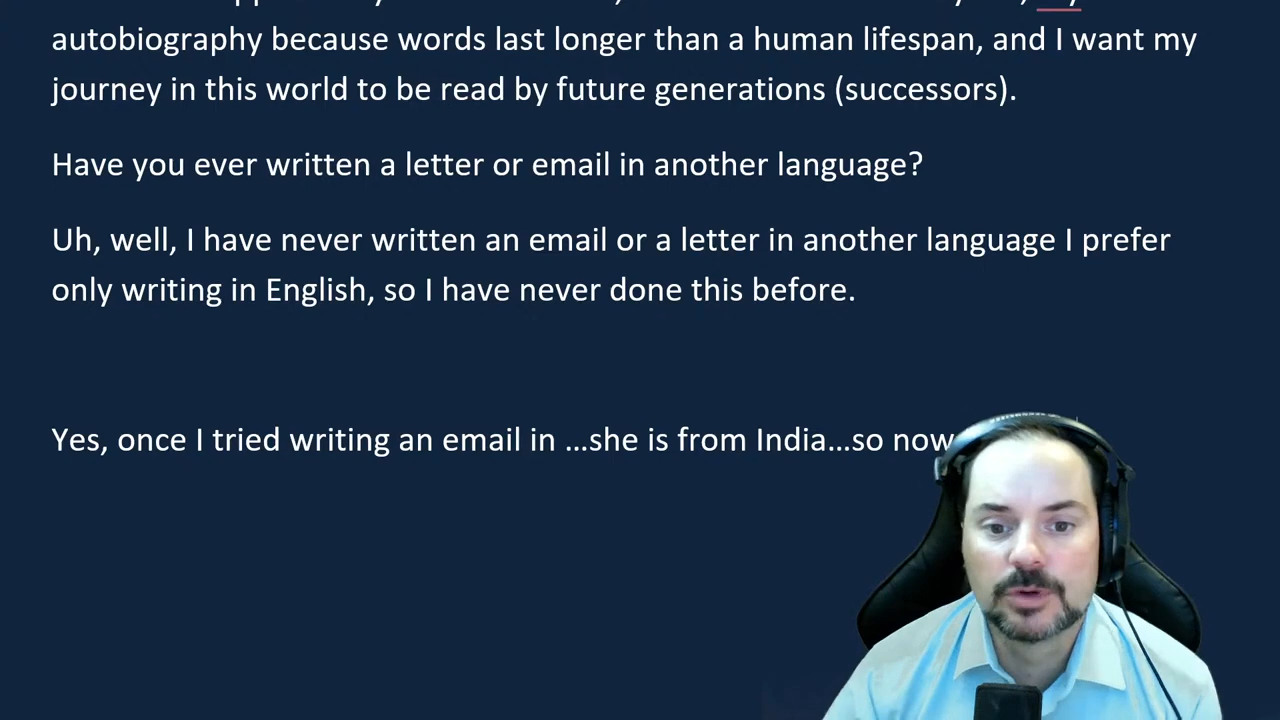 autobiography because words last longer than a human lifespan, and I want my
journey in this world to be read by future generations (successors).
Have you ever written a letter or email in another language?
Uh, well, I have never written an email or a letter in another language I prefer
only writing in English, so I have never done this before.
Yes, once I tried writing an email in ...she is from India...so now